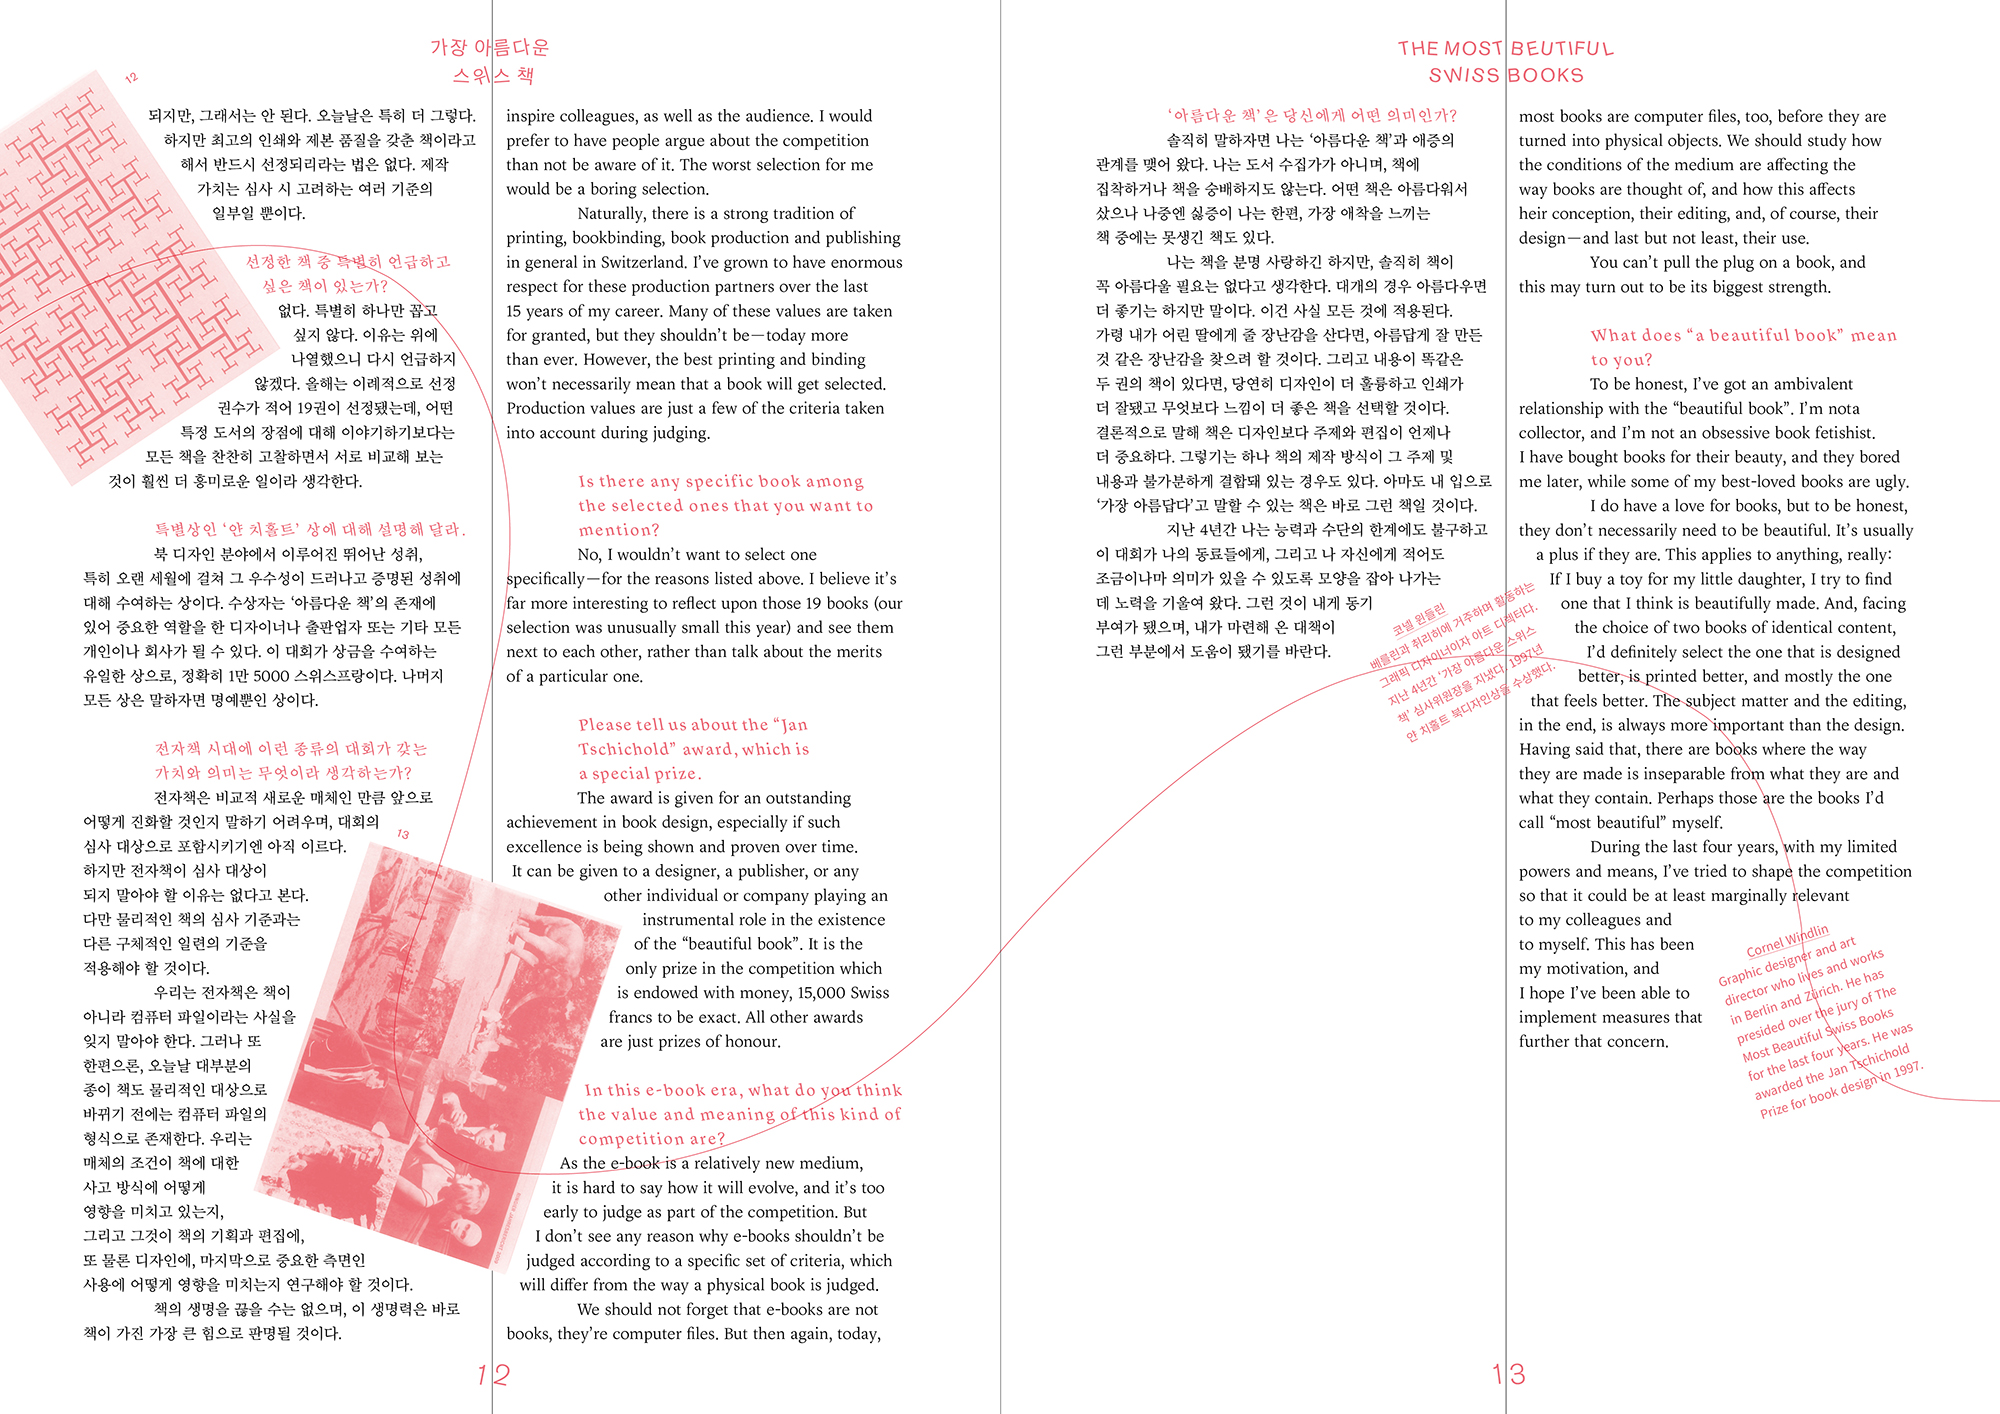 가장 아름다운
스위스 책
12
되지만, 그래서는 안 된다. 오늘날은 특히 더 그렇다.
하지만 최고의 인쇄와 제본 품질을 갖춘 책이라고
해서 반드시 선정되리라는 법은 없다. 제작
가치는 심사 시 고려하는 여러 기준의
일부일 뿐이다.
선정한 책 중 특별히 언급하고
싶은 책이 있는가?
없다. 특별히 하나만 꼽고
싶지 않다. 이유는 위에
나열했으니 다시 언급하지
않겠다. 올해는 이례적으로 선정
권수가 적어 19권이 선정됐는데, 어떤
특정 도서의 장점에 대해 이야기하기보다는
모든 책을 찬찬히 고찰하면서 서로 비교해 보는
것이 훨씬 더 흥미로운 일이라 생각한다.
특별상인 ‘얀 치홀트’ 상에 대해 설명해 달라.
북 디자인 분야에서 이루어진 뛰어난 성취,
특히 오랜 세월에 걸쳐 그 우수성이 드러나고 증명된 성취에
대해 수여하는 상이다. 수상자는 ‘아름다운 책’의 존재에
있어 중요한 역할을 한 디자이너나 출판업자 또는 기타 모든
개인이나 회사가 될 수 있다. 이 대회가 상금을 수여하는
유일한 상으로, 정확히 1만 5000 스위스프랑이다. 나머지
모든 상은 말하자면 명예뿐인 상이다.
전자책 시대에 이런 종류의 대회가 갖는
가치와 의미는 무엇이라 생각하는가?
전자책은 비교적 새로운 매체인 만큼 앞으로
어떻게 진화할 것인지 말하기 어려우며, 대회의
심사 대상으로 포함시키기엔 아직 이르다.
하지만 전자책이 심사 대상이
되지 말아야 할 이유는 없다고 본다.
다만 물리적인 책의 심사 기준과는
다른 구체적인 일련의 기준을
적용해야 할 것이다.
우리는 전자책은 책이
아니라 컴퓨터 파일이라는 사실을
잊지 말아야 한다. 그러나 또
한편으론, 오늘날 대부분의
종이 책도 물리적인 대상으로
바뀌기 전에는 컴퓨터 파일의
형식으로 존재한다. 우리는
매체의 조건이 책에 대한
사고 방식에 어떻게
영향을 미치고 있는지,
그리고 그것이 책의 기획과 편집에,
또 물론 디자인에, 마지막으로 중요한 측면인
사용에 어떻게 영향을 미치는지 연구해야 할 것이다.
책의 생명을 끊을 수는 없으며, 이 생명력은 바로
책이 가진 가장 큰 힘으로 판명될 것이다.
13
inspire colleagues, as well as the audience. I would
prefer to have people argue about the competition
than not be aware of it. The worst selection for me
would be a boring selection.
Naturally, there is a strong tradition of
printing, bookbinding, book production and publishing
in general in Switzerland. I’ve grown to have enormous
respect for these production partners over the last
15 years of my career. Many of these values are taken
for granted, but they shouldn’t be—today more
than ever. However, the best printing and binding
won’t necessarily mean that a book will get selected.
Production values are just a few of the criteria taken
into account during judging.
Is there any specific book among
the selected ones that you want to
mention?
No, I wouldn’t want to select one
specifically—for the reasons listed above. I believe it’s
far more interesting to reflect upon those 19 books (our
selection was unusually small this year) and see them
next to each other, rather than talk about the merits
of a particular one.
Please tell us about the “Jan
Tschichold” award, which is
a special prize.
The award is given for an outstanding
achievement in book design, especially if such
excellence is being shown and proven over time.
It can be given to a designer, a publisher, or any
other individual or company playing an
instrumental role in the existence
of the “beautiful book”. It is the
only prize in the competition which
is endowed with money, 15,000 Swiss
francs to be exact. All other awards
are just prizes of honour.
In this e-book era, what do you think
the value and meaning of this kind of
competition are?
As the e-book is a relatively new medium,
it is hard to say how it will evolve, and it’s too
early to judge as part of the competition. But
I don’t see any reason why e-books shouldn’t be
judged according to a specific set of criteria, which
will differ from the way a physical book is judged.
We should not forget that e-books are not
books, they’re computer files. But then again, today,
12
THE MOST BEUTIFUL
SWISS BOOKS
‘아름다운 책’은 당신에게 어떤 의미인가?
솔직히 말하자면 나는 ‘아름다운 책’과 애증의
관계를 맺어 왔다. 나는 도서 수집가가 아니며, 책에
집착하거나 책을 숭배하지도 않는다. 어떤 책은 아름다워서
샀으나 나중엔 싫증이 나는 한편, 가장 애착을 느끼는
책 중에는 못생긴 책도 있다.
나는 책을 분명 사랑하긴 하지만, 솔직히 책이
꼭 아름다울 필요는 없다고 생각한다. 대개의 경우 아름다우면
더 좋기는 하지만 말이다. 이건 사실 모든 것에 적용된다.
가령 내가 어린 딸에게 줄 장난감을 산다면, 아름답게 잘 만든
것 같은 장난감을 찾으려 할 것이다. 그리고 내용이 똑같은
두 권의 책이 있다면, 당연히 디자인이 더 훌륭하고 인쇄가
더 잘됐고 무엇보다 느낌이 더 좋은 책을 선택할 것이다.
결론적으로 말해 책은 디자인보다 주제와 편집이 언제나
더 중요하다. 그렇기는 하나 책의 제작 방식이 그 주제 및
내용과 불가분하게 결합돼 있는 경우도 있다. 아마도 내 입으로
‘가장 아름답다’고 말할 수 있는 책은 바로 그런 책일 것이다.
지난 4년간 나는 능력과 수단의 한계에도 불구하고
이 대회가 나의 동료들에게, 그리고 나 자신에게 적어도
조금이나마 의미가 있을 수 있도록 모양을 잡아 나가는
데 노력을 기울여 왔다. 그런 것이 내게 동기
부여가 됐으며, 내가 마련해 온 대책이
그런 부분에서 도움이 됐기를 바란다.
코넬 윈들린
베를린과 취리히에 거주하며 활동하는
그래픽 디자이너이자 아트 디렉터다.
지난 4년간 ‘가장 아름다운 스위스
책’ 심사위원장을 지냈다. 1997년
얀 치홀트 북디자인상을 수상했다.
most books are computer files, too, before they are
turned into physical objects. We should study how
the conditions of the medium are affecting the
way books are thought of, and how this affects
heir conception, their editing, and, of course, their
design—and last but not least, their use.
You can’t pull the plug on a book, and
this may turn out to be its biggest strength.
What does “a beautiful book” mean
to you?
To be honest, I’ve got an ambivalent
relationship with the “beautiful book”. I’m nota
collector, and I’m not an obsessive book fetishist.
I have bought books for their beauty, and they bored
me later, while some of my best-loved books are ugly.
I do have a love for books, but to be honest,
they don’t necessarily need to be beautiful. It’s usually
a plus if they are. This applies to anything, really:
If I buy a toy for my little daughter, I try to find
one that I think is beautifully made. And, facing
the choice of two books of identical content,
I’d definitely select the one that is designed
better, is printed better, and mostly the one
that feels better. The subject matter and the editing,
in the end, is always more important than the design.
Having said that, there are books where the way
they are made is inseparable from what they are and
what they contain. Perhaps those are the books I’d
call “most beautiful” myself.
During the last four years, with my limited
powers and means, I’ve tried to shape the competition
so that it could be at least marginally relevant
to my colleagues and
to myself. This has been
my motivation, and
I hope I’ve been able to
implement measures that
further that concern.
Cornel Windlin
Graphic designer and art
director who lives and works
in Berlin and Zürich. He has
presided over the jury of The
Most Beautiful Swiss Books
for the last four years. He was
awarded the Jan Tschichold
Prize for book design in 1997.
13